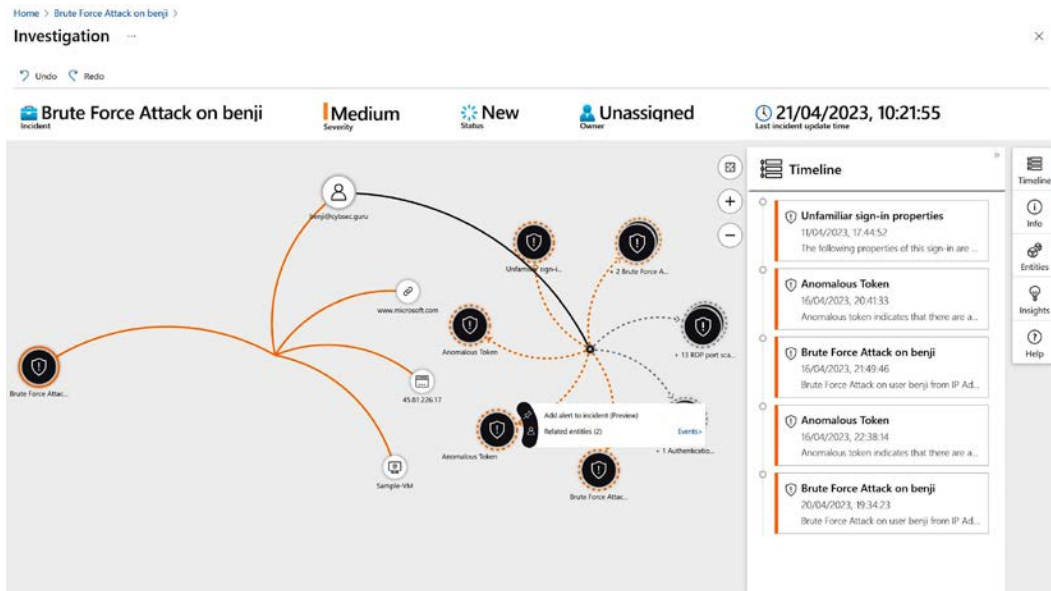 Home > Brute Force Attack on benji >
Investigation ...
Undo Redo
Brute Force Attack on benji
Incident
Medium
Severity
New
Status
Unassigned
Owner
21/04/2023, 10:21:55
Last incident update time
benji@cybsec.guru
Unfamiliar sign-i...
+ 2 Brute Force A...
www.microsoft.com
Anomalous Token
+ 13 RDP port sca...
Brute Force Attac...
45.81.226.17
Add alert to incident (Preview)
Related entities (2)
Events>
Anomalous Token
+ 1 Authenticatio...
Sample-VM
Brute Force Attac...
Timeline
Unfamiliar sign-in properties
11/04/2023, 17:44:52
The following properties of this sign-in are ...
Anomalous Token
16/04/2023, 20:41:33
Anomalous token indicates that there are a...
Brute Force Attack on benji
16/04/2023, 21:49:46
Brute Force Attack on user benji from IP Ad...
Anomalous Token
16/04/2023, 22:38:14
Anomalous token indicates that there are a...
Brute Force Attack on benji
20/04/2023, 19:34:23
Brute Force Attack on user benji from IP Ad...
Timeline
Info
Entities
Insights
Help